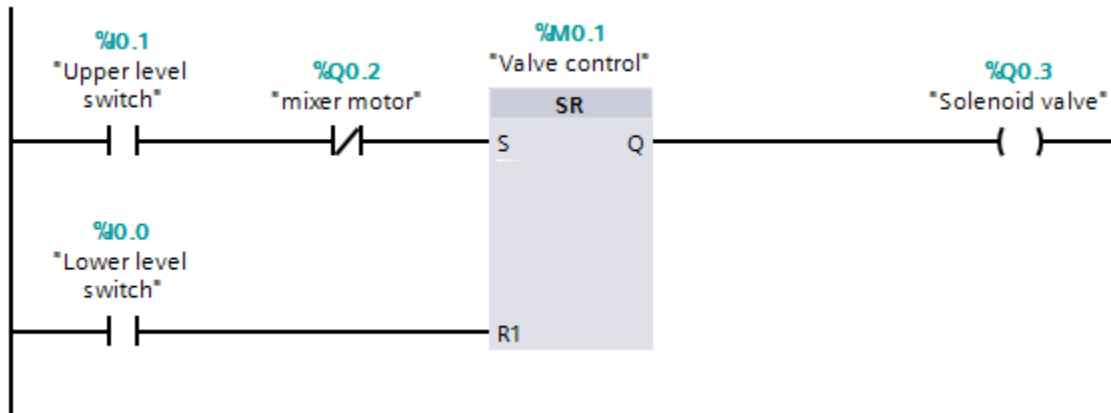 %I0.1
"Upper level
switch"
%Q0.2
"mixer motor"
%M0.1
"Valve control"
SR
S
Q
%Q0.3
"Solenoid valve"
%I0.0
"Lower level
switch"
R1